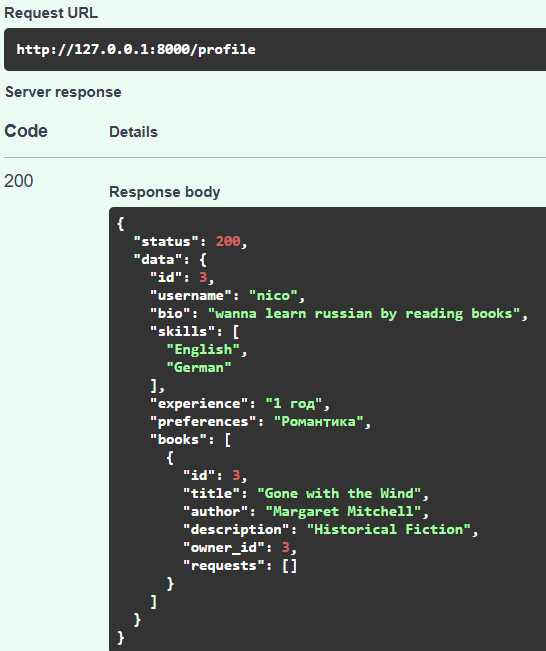 Request URL
http://127.0.0.1:8000/profile
Server response
Code Details
200
Response body
{
"status": 200,
"data": {
"id": 3,
"username": "nico",
"bio": "wanna learn russian by reading books",
"skills": [
"English",
"German"
],
"experience": "1 год",
"preferences": "Романтика",
"books": [
{
"id": 3,
"title": "Gone with the Wind",
"author": "Margaret Mitchell",
"description": "Historical Fiction",
"owner_id": 3,
"requests": []
}
]
}
}